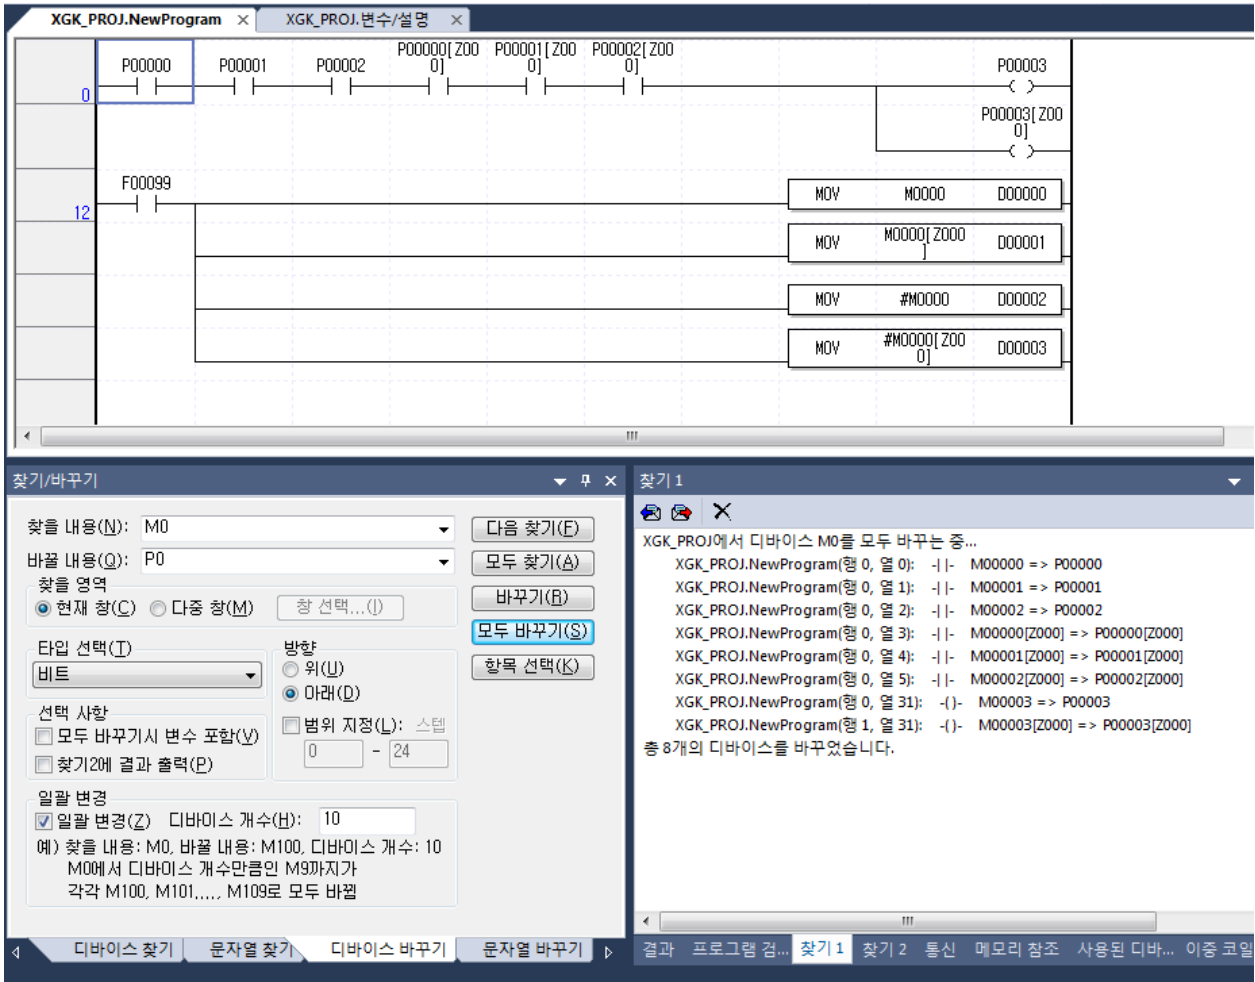 XGK_PROJ.NewProgram × XGK_PROJ.변수/설명 ×
P00000 P00001 P00002 P00000[Z000] P00001[Z000] P00002[Z000] P00003
0
P00003[Z000]
F00099
12
MOV M0000 D00000
MOV M0000[Z000] D00001
MOV #M0000 D00002
MOV #M0000[Z000] D00003
찾기/바꾸기
찾을 내용(N): M0 다음 찾기(F)
바꿀 내용(Q): P0 모두 찾기(A)
찾을 영역
현재 창(C) 다중 창(M) 창 선택...(I) 바꾸기(R)
모두 바꾸기(S)
타입 선택(T) 방향
비트 위(U) 항목 선택(K)
아래(D)
선택 사항
모두 바꾸기시 변수 포함(V) 범위 지정(L): 스텝
찾기2에 결과 출력(P) 0 - 24
일괄 변경
일괄 변경(Z) 디바이스 개수(H): 10
예) 찾을 내용: M0, 바꿀 내용: M100, 디바이스 개수: 10
M0에서 디바이스 개수만큼인 M9까지가
각각 M100, M101,..., M109로 모두 바뀜
디바이스 찾기 문자열 찾기 디바이스 바꾸기 문자열 바꾸기
찾기 1
XGK_PROJ에서 디바이스 M0를 모두 바꾸는 중...
XGK_PROJ.NewProgram(행 0, 열 0): -| |- M00000 => P00000
XGK_PROJ.NewProgram(행 0, 열 1): -| |- M00001 => P00001
XGK_PROJ.NewProgram(행 0, 열 2): -| |- M00002 => P00002
XGK_PROJ.NewProgram(행 0, 열 3): -| |- M00000[Z000] => P00000[Z000]
XGK_PROJ.NewProgram(행 0, 열 4): -| |- M00001[Z000] => P00001[Z000]
XGK_PROJ.NewProgram(행 0, 열 5): -| |- M00002[Z000] => P00002[Z000]
XGK_PROJ.NewProgram(행 0, 열 31): -( )- M00003 => P00003
XGK_PROJ.NewProgram(행 1, 열 31): -( )- M00003[Z000] => P00003[Z000]
총 8개의 디바이스를 바꾸었습니다.
결과 프로그램 검... 찾기 1 찾기 2 통신 메모리 참조 사용된 디바... 이중 코일